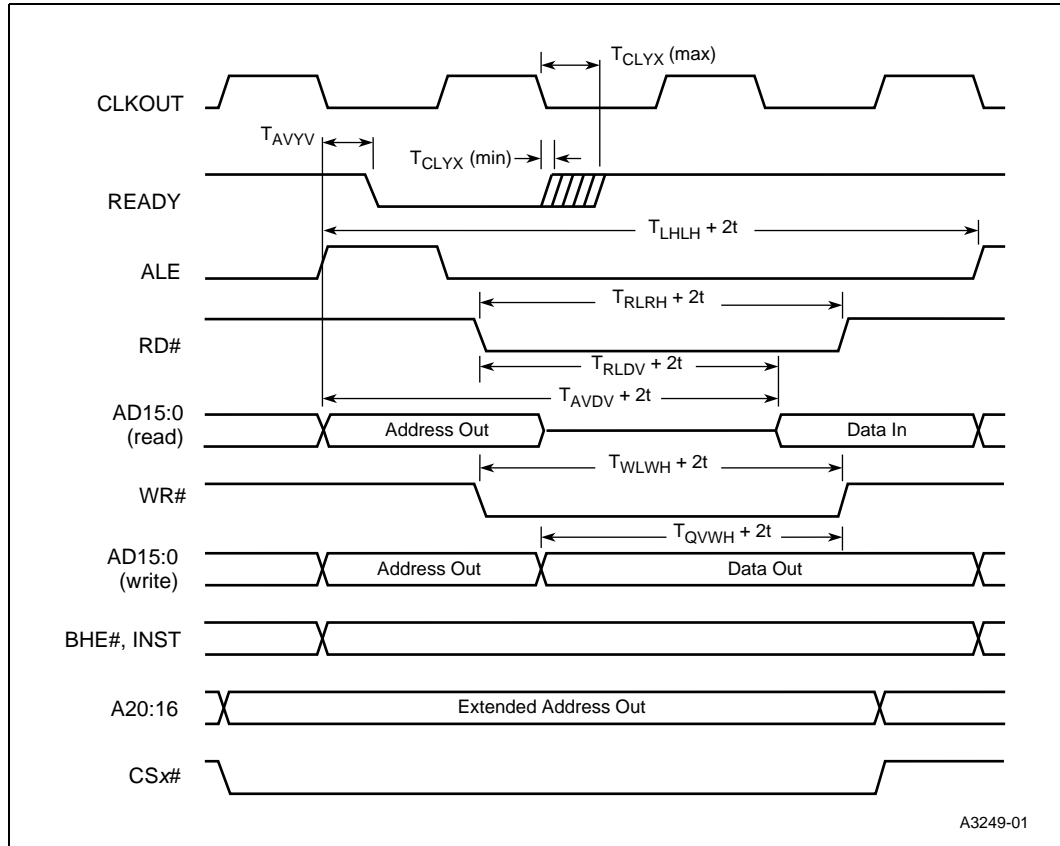 T_CLYX (max)
CLKOUT
T_AVYV
T_CLYX (min)
READY
T_LHLH + 2t
ALE
T_RLRH + 2t
RD#
T_RLDV + 2t
T_AVDV + 2t
AD15:0
(read)
Address Out
Data In
T_WLWH + 2t
WR#
T_QVWH + 2t
AD15:0
(write)
Address Out
Data Out
BHE#, INST
A20:16
Extended Address Out
CSx#
A3249-01